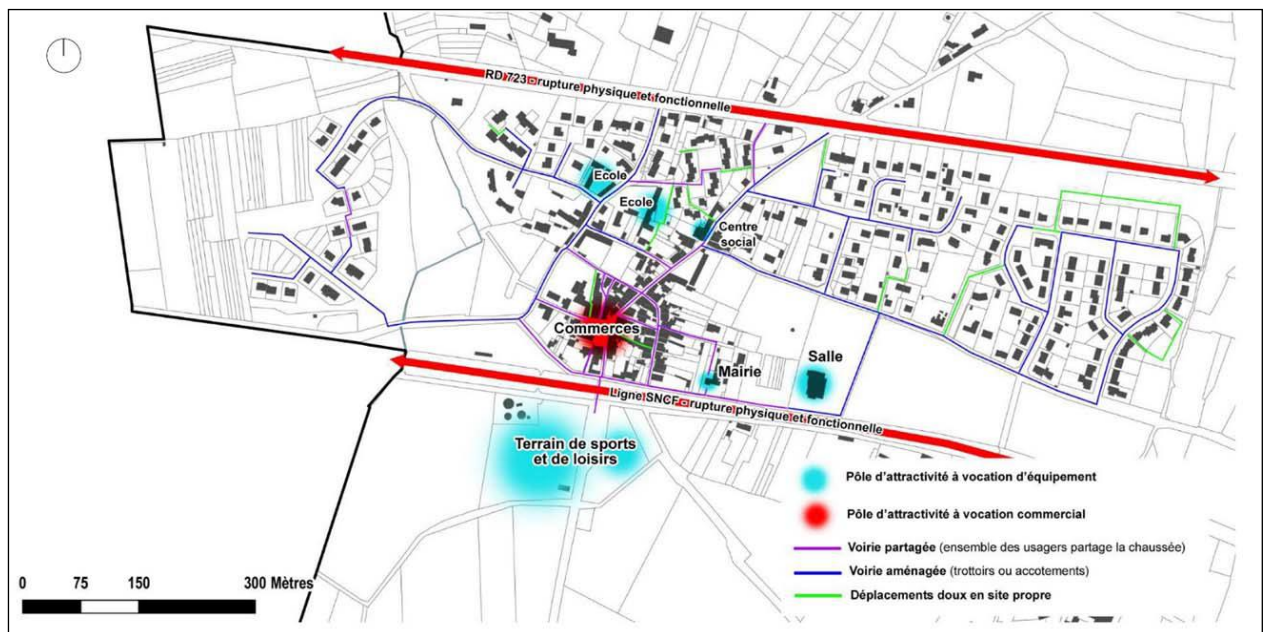 RD 723 rupture physique et fonctionnelle
Ecole
Ecole
Centre
social
Commerces
Mairie
Salle
Ligne SNCF rupture physique et fonctionnelle
Terrain de sports
et de loisirs
Pôle d'attractivité à vocation d'équipement
Pôle d'attractivité à vocation commercial
Voirie partagée (ensemble des usagers partage la chaussée)
Voirie aménagée (trottoirs ou accotements)
Déplacements doux en site propre
0 75 150 300 Mètres